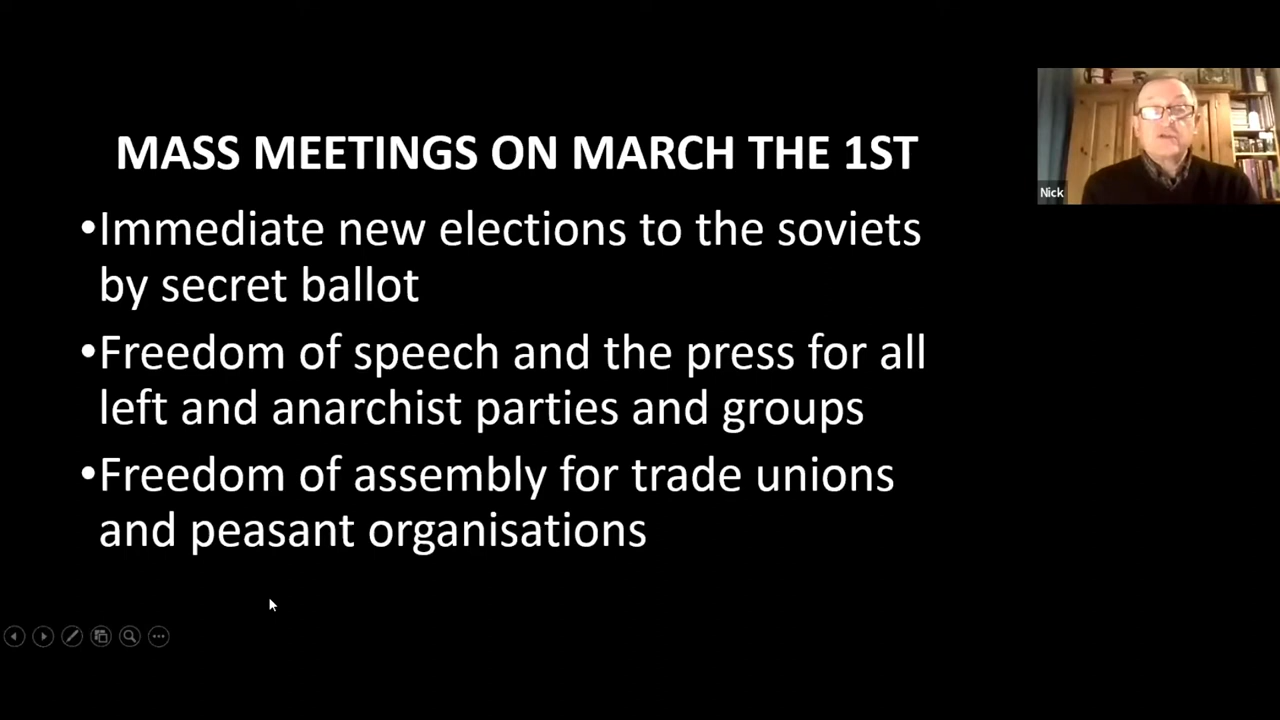 MASS MEETINGS ON MARCH THE 1ST
•Immediate new elections to the soviets
by secret ballot
•Freedom of speech and the press for all
left and anarchist parties and groups
•Freedom of assembly for trade unions
and peasant organisations
Nick